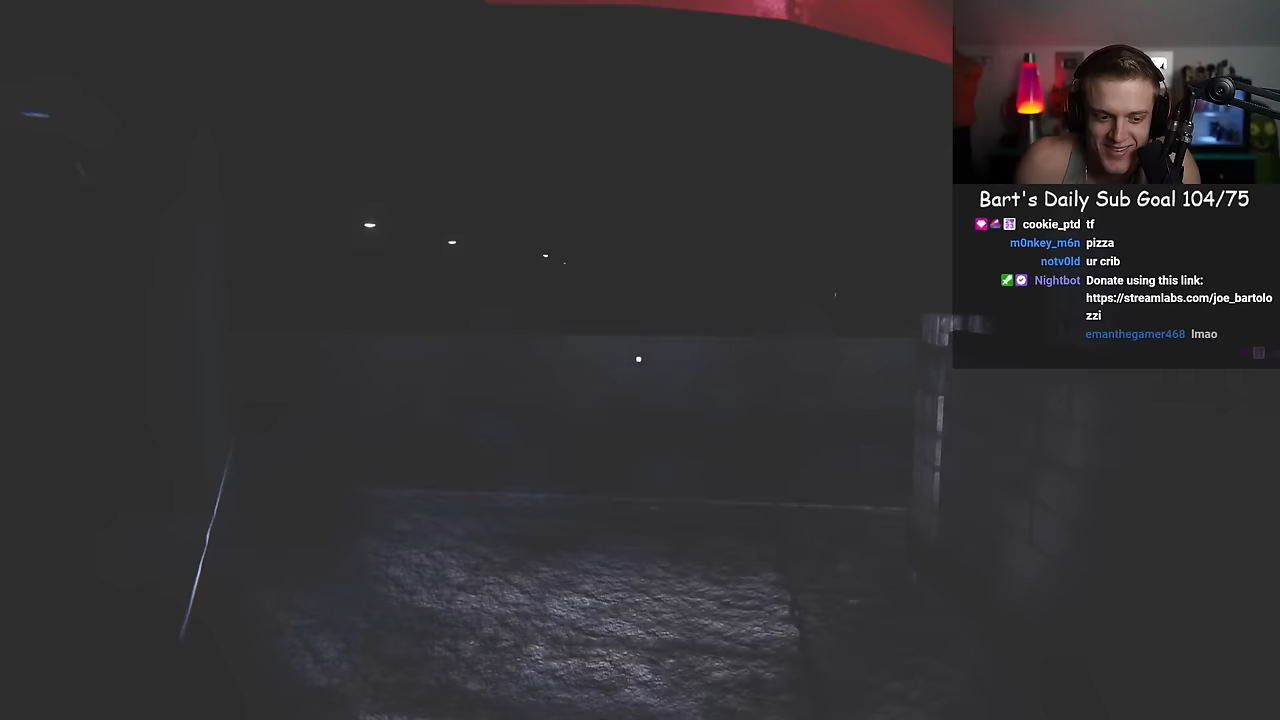 Bart's Daily Sub Goal 104/75
cookie_ptd tf
m0nkey_m6n pizza
notv0ld ur crib
Nightbot Donate using this link:
https://streamlabs.com/joe_bartolo
zzi
emanthegamer468 lmao